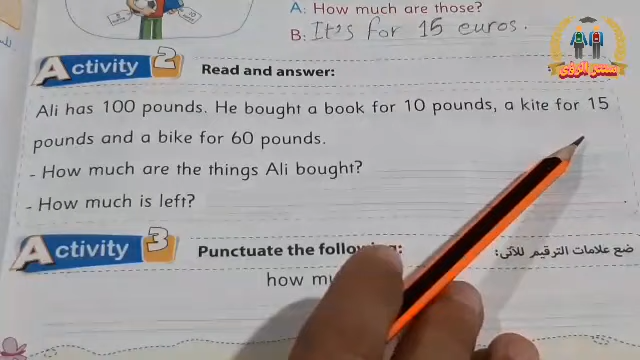 A: How much are those?
B: It's for 15 euros.
Activity 2
Read and answer:
Ali has 100 pounds. He bought a book for 10 pounds, a kite for 15
pounds and a bike for 60 pounds.
- How much are the things Ali bought?
- How much is left?
Activity 3
Punctuate the following:
ضع علامات الترقيم للآتى:
how mu